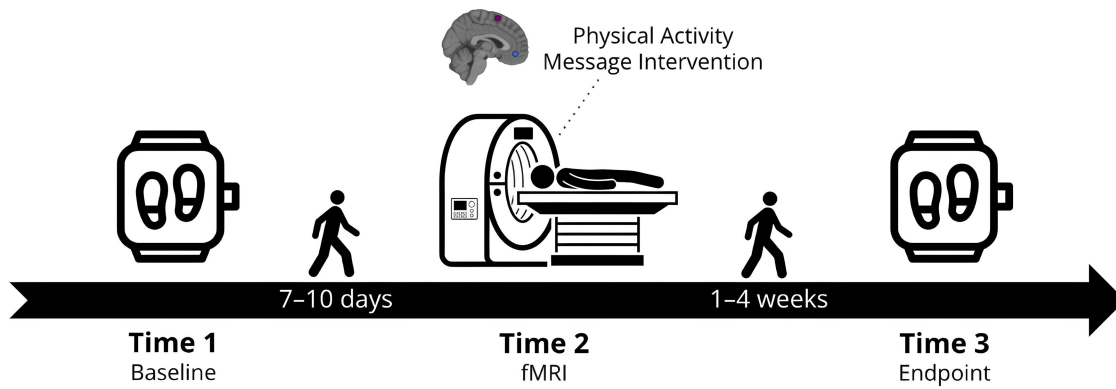 Physical Activity
Message Intervention
7–10 days
1–4 weeks
Time 1
Baseline
Time 2
fMRI
Time 3
Endpoint